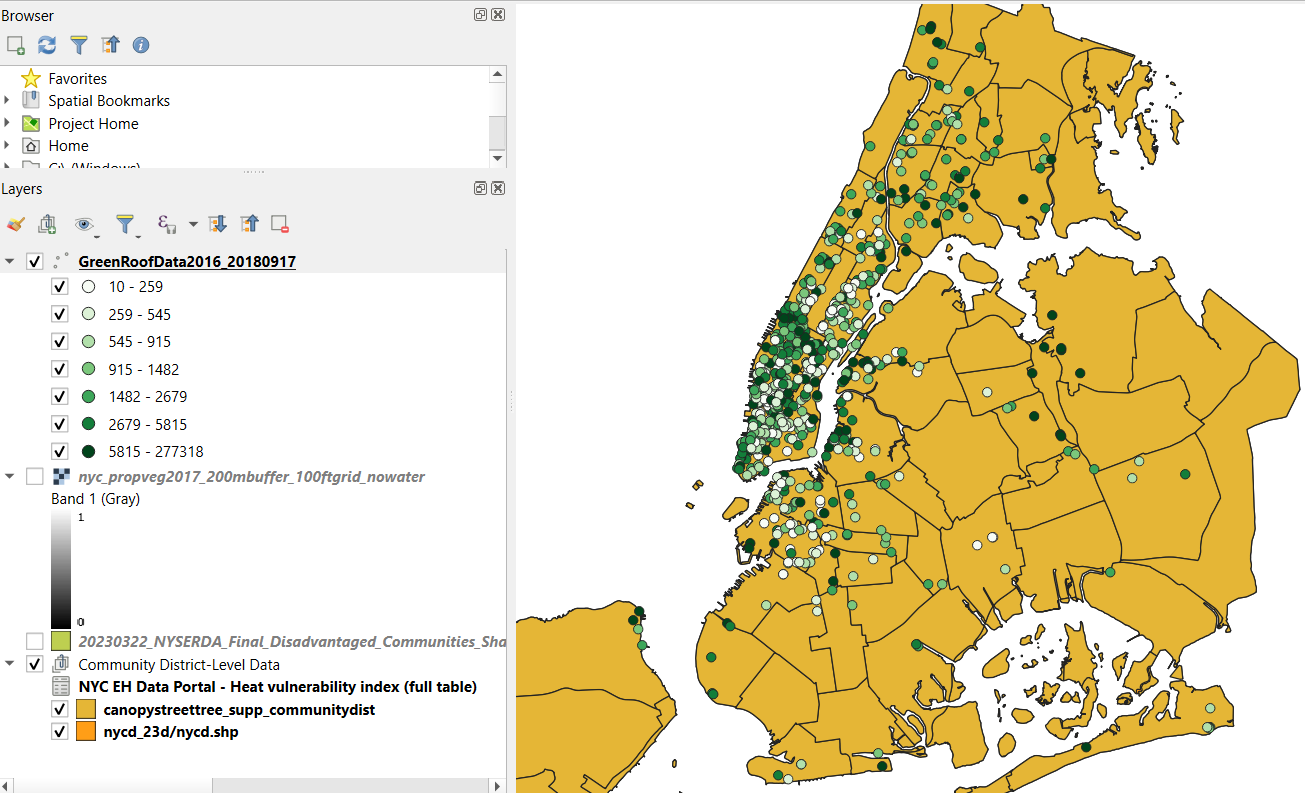 Browser
Favorites
Spatial Bookmarks
Project Home
Home
C:\ (Windows)
Layers
GreenRoofData2016_20180917
10 - 259
259 - 545
545 - 915
915 - 1482
1482 - 2679
2679 - 5815
5815 - 277318
nyc_propveg2017_200mbuffer_100ftgrid_nowater
Band 1 (Gray)
1
0
20230322_NYSERDA_Final_Disadvantaged_Communities_Sha
Community District-Level Data
NYC EH Data Portal - Heat vulnerability index (full table)
canopystreettree_supp_communitydist
nycd_23d/nycd.shp